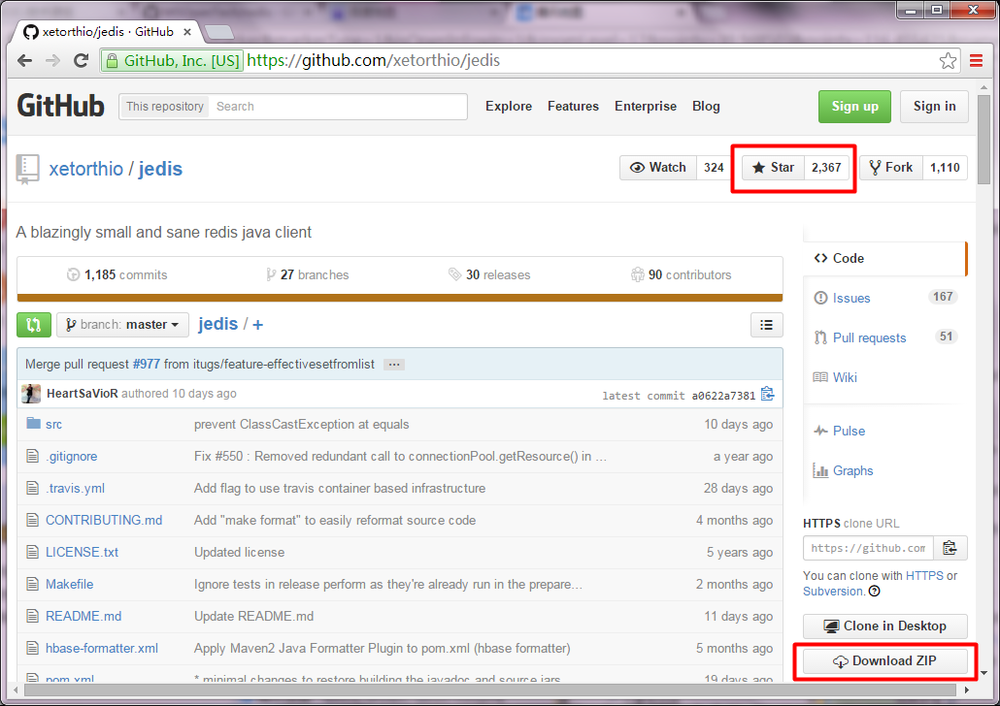 xetorthio/jedis · GitHub
GitHub, Inc. [US] https://github.com/xetorthio/jedis
GitHub This repository Search Explore Features Enterprise Blog Sign up Sign in
xetorthio / jedis Watch 324 Star 2,367 Fork 1,110
A blazingly small and sane redis java client
1,185 commits 27 branches 30 releases 90 contributors
branch: master jedis / +
Merge pull request #977 from itugs/feature-effectivesetfromlist ...
HeartSaVioR authored 10 days ago latest commit a0622a7381
src prevent ClassCastException at equals 10 days ago
.gitignore Fix #550 : Removed redundant call to connectionPool.getResource() in … a year ago
.travis.yml Add flag to use travis container based infrastructure 28 days ago
CONTRIBUTING.md Add "make format" to easily reformat source code 4 months ago
LICENSE.txt Updated license 5 years ago
Makefile Ignore tests in release perform as they're already run in the prepare… 2 months ago
README.md Update README.md 11 days ago
hbase-formatter.xml Apply Maven2 Java Formatter Plugin to pom.xml (hbase formatter) 5 months ago
pom.xml * minimal changes to restore building the javadoc and source jars 19 days ago
Code
Issues 167
Pull requests 51
Wiki
Pulse
Graphs
HTTPS clone URL
https://github.com
You can clone with HTTPS or
Subversion.
Clone in Desktop
Download ZIP